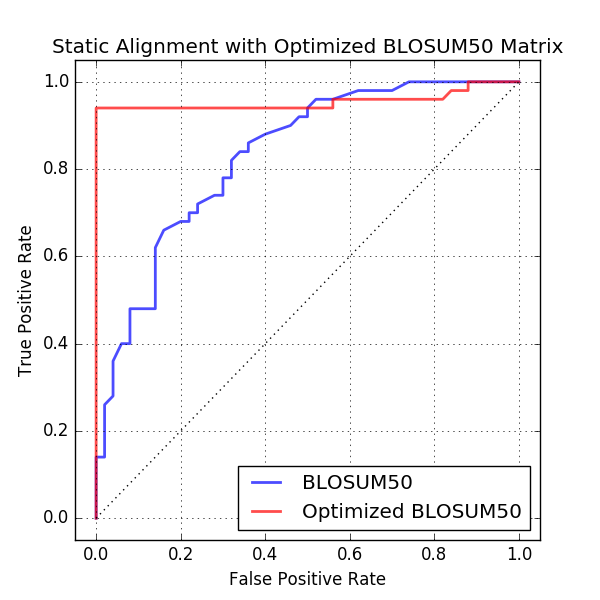 Static Alignment with Optimized BLOSUM50 Matrix
True Positive Rate
1.0
0.8
0.6
0.4
0.2
0.0
BLOSUM50
Optimized BLOSUM50
0.0 0.2 0.4 0.6 0.8 1.0
False Positive Rate